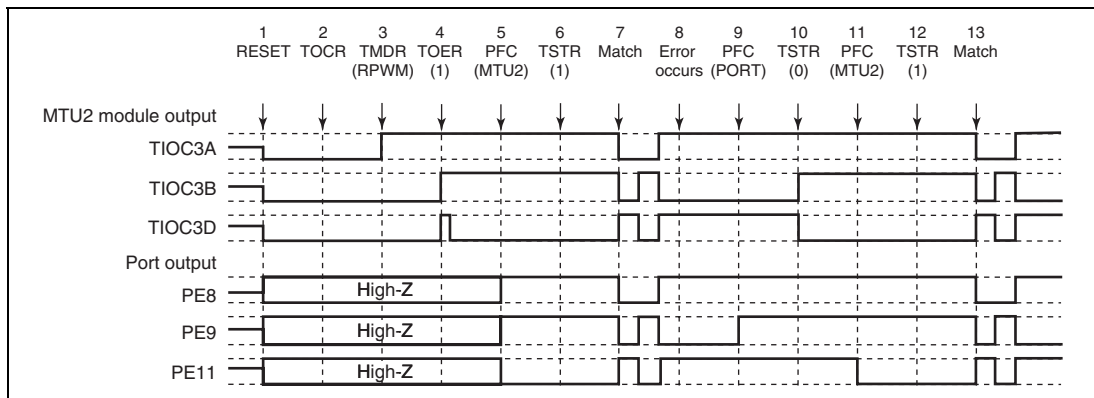 1 2 3 4 5 6 7 8 9 10 11 12 13
RESET TOCR TMDR TOER PFC TSTR Match Error PFC TSTR PFC TSTR Match
(RPWM) (1) (MTU2) (1) occurs (PORT) (0) (MTU2) (1)
MTU2 module output
TIOC3A
TIOC3B
TIOC3D
Port output
PE8 High-Z
PE9 High-Z
PE11 High-Z